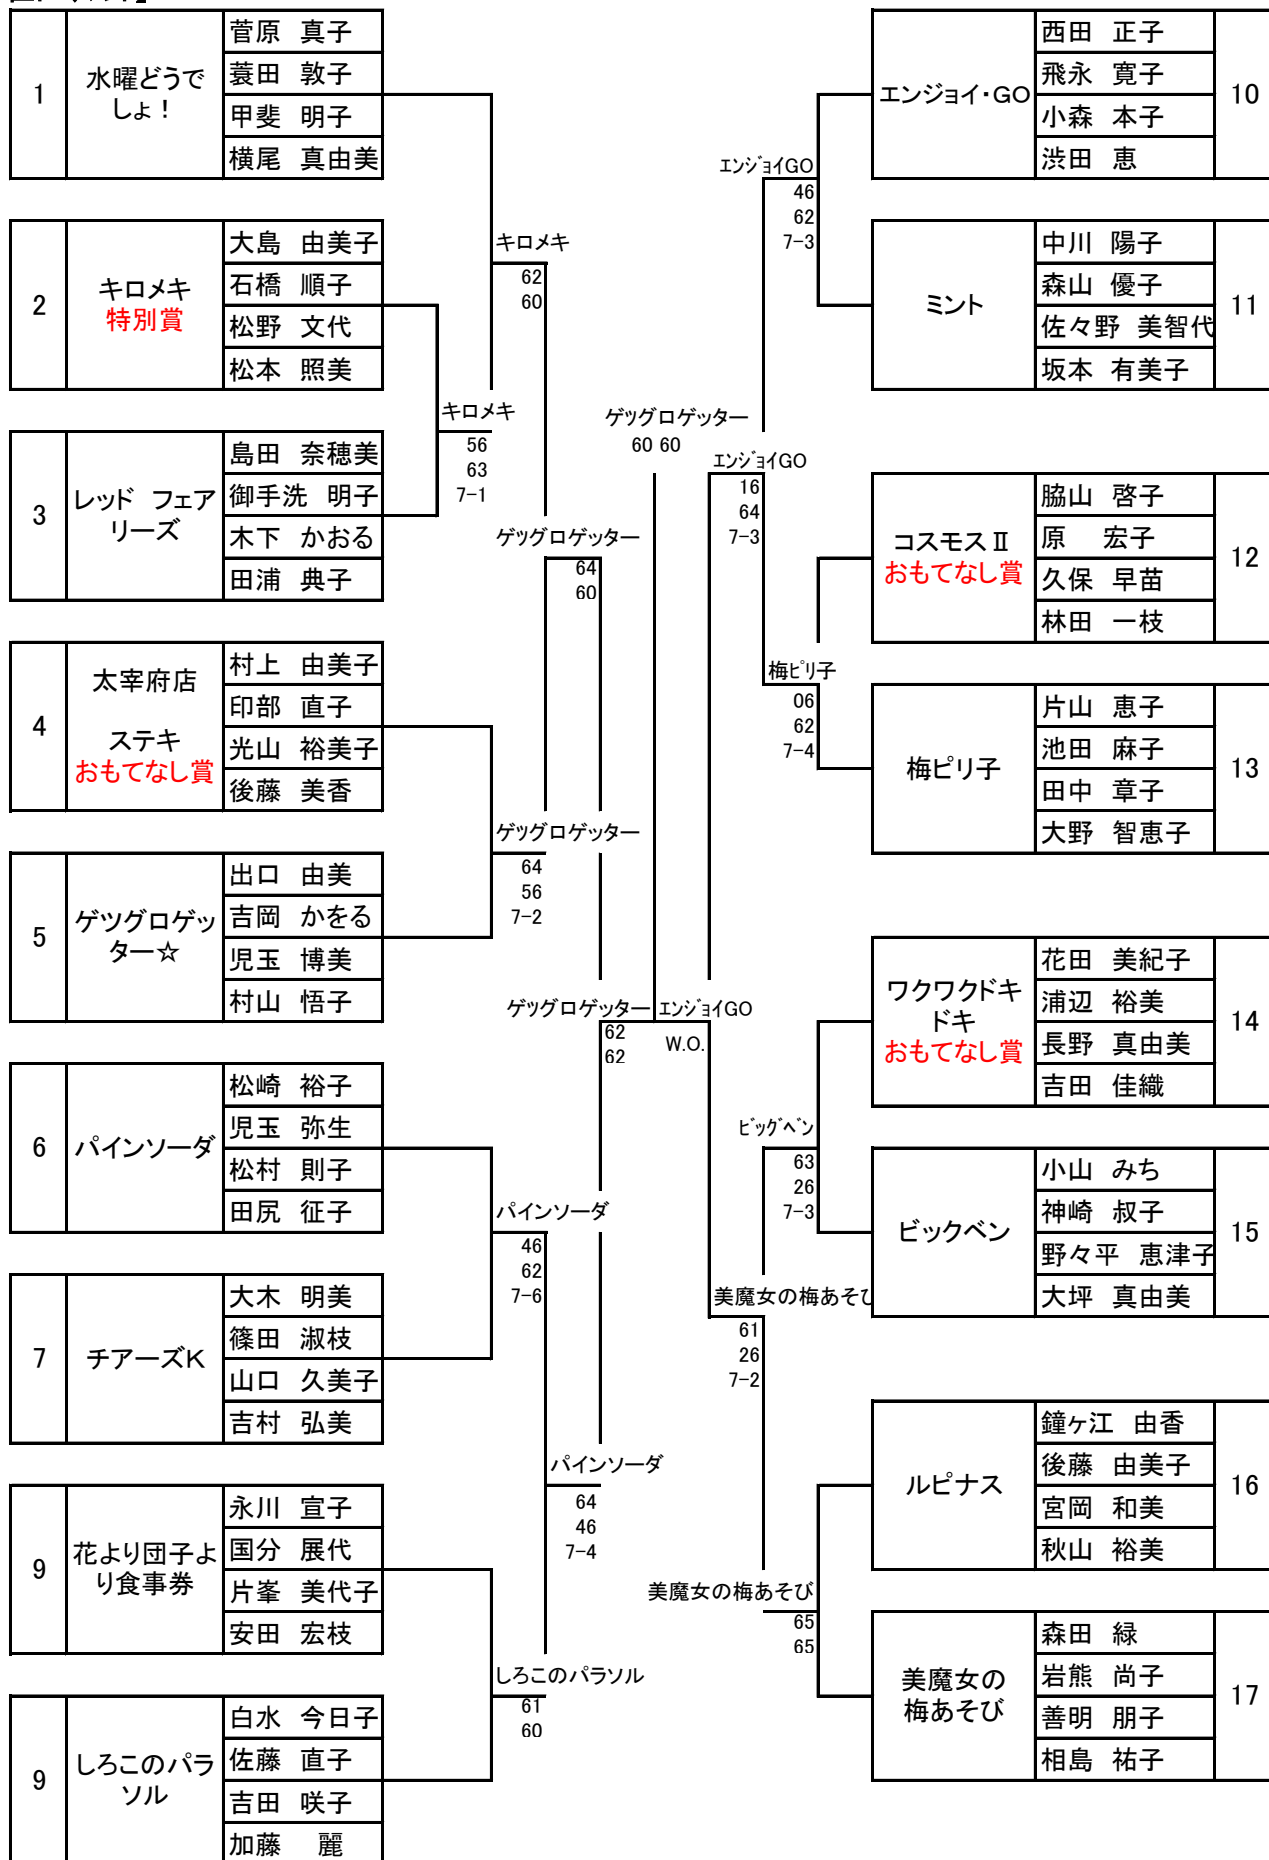 1
水曜どうで
しょ！
菅原 真子
蓑田 敦子
甲斐 明子
横尾 真由美
2
キロメキ
特別賞
大島 由美子
石橋 順子
松野 文代
松本 照美
3
レッド フェア
リーズ
島田 奈穂美
御手洗 明子
木下 かおる
田浦 典子
4
太宰府店
ステキ
おもてなし賞
村上 由美子
印部 直子
光山 裕美子
後藤 美香
5
ゲツグロゲッ
ター☆
出口 由美
吉岡 かをる
児玉 博美
村山 悟子
6
パインソーダ
松崎 裕子
児玉 弥生
松村 則子
田尻 征子
7
チアーズK
大木 明美
篠田 淑枝
山口 久美子
吉村 弘美
9
花より団子よ
り食事券
永川 宣子
国分 展代
片峯 美代子
安田 宏枝
9
しろこのパラ
ソル
白水 今日子
佐藤 直子
吉田 咲子
加藤 麗
キロメキ
62
60
キロメキ
56
63
7-1
ゲッグロゲッター
64
60
ゲッグロゲッター
64
56
7-2
ゲッグロゲッター
62
62
パインソーダ
46
62
7-6
パインソーダ
64
46
7-4
しろこのパラソル
61
60
ゲッグロゲッター
60 60
エンジョイGO
W.O.
エンジョイGO
46
62
7-3
エンジョイGO
16
64
7-3
梅ピリ子
06
62
7-4
ビッグベン
63
26
7-3
美魔女の梅あそび
61
26
7-2
美魔女の梅あそび
65
65
エンジョイ・GO
西田 正子
飛永 寛子
小森 本子
渋田 恵
10
ミント
中川 陽子
森山 優子
佐々野 美智代
坂本 有美子
11
コスモスⅡ
おもてなし賞
脇山 啓子
原 宏子
久保 早苗
林田 一枝
12
梅ピリ子
片山 恵子
池田 麻子
田中 章子
大野 智恵子
13
ワクワクドキ
ドキ
おもてなし賞
花田 美紀子
浦辺 裕美
長野 真由美
吉田 佳織
14
ビックベン
小山 みち
神崎 叔子
野々平 恵津子
大坪 真由美
15
ルピナス
鐘ヶ江 由香
後藤 由美子
宮岡 和美
秋山 裕美
16
美魔女の
梅あそび
森田 緑
岩熊 尚子
善明 朋子
相島 祐子
17